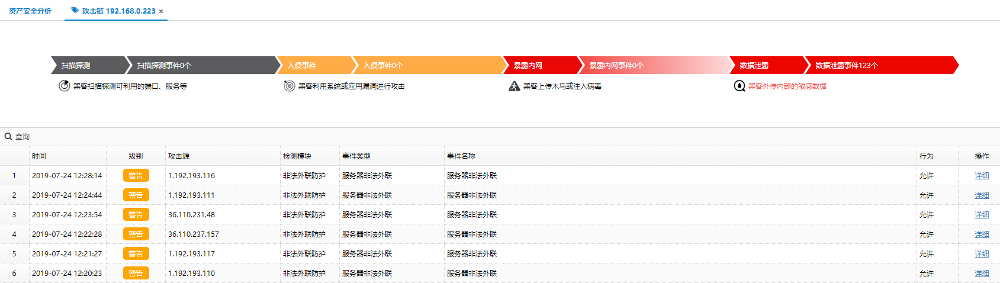 资产安全分析 攻击链 192.168.0.223 ×
扫描探测 扫描探测事件0个 入侵事件 入侵事件0个 暴露内网 暴露内网事件0个 数据泄露 数据泄露事件123个
黑客扫描探测可利用的端口、服务等 黑客利用系统或应用漏洞进行攻击 黑客上传木马或注入病毒 黑客外传内部的敏感数据
查询
时间 级别 攻击源 检测模块 事件类型 事件名称 行为 操作
1 2019-07-24 12:28:14 警告 1.192.193.116 非法外联防护 服务器非法外联 服务器非法外联 允许 详细
2 2019-07-24 12:24:44 警告 1.192.193.111 非法外联防护 服务器非法外联 服务器非法外联 允许 详细
3 2019-07-24 12:23:54 警告 36.110.231.48 非法外联防护 服务器非法外联 服务器非法外联 允许 详细
4 2019-07-24 12:22:28 警告 36.110.237.157 非法外联防护 服务器非法外联 服务器非法外联 允许 详细
5 2019-07-24 12:21:27 警告 1.192.193.117 非法外联防护 服务器非法外联 服务器非法外联 允许 详细
6 2019-07-24 12:20:23 警告 1.192.193.110 非法外联防护 服务器非法外联 服务器非法外联 允许 详细